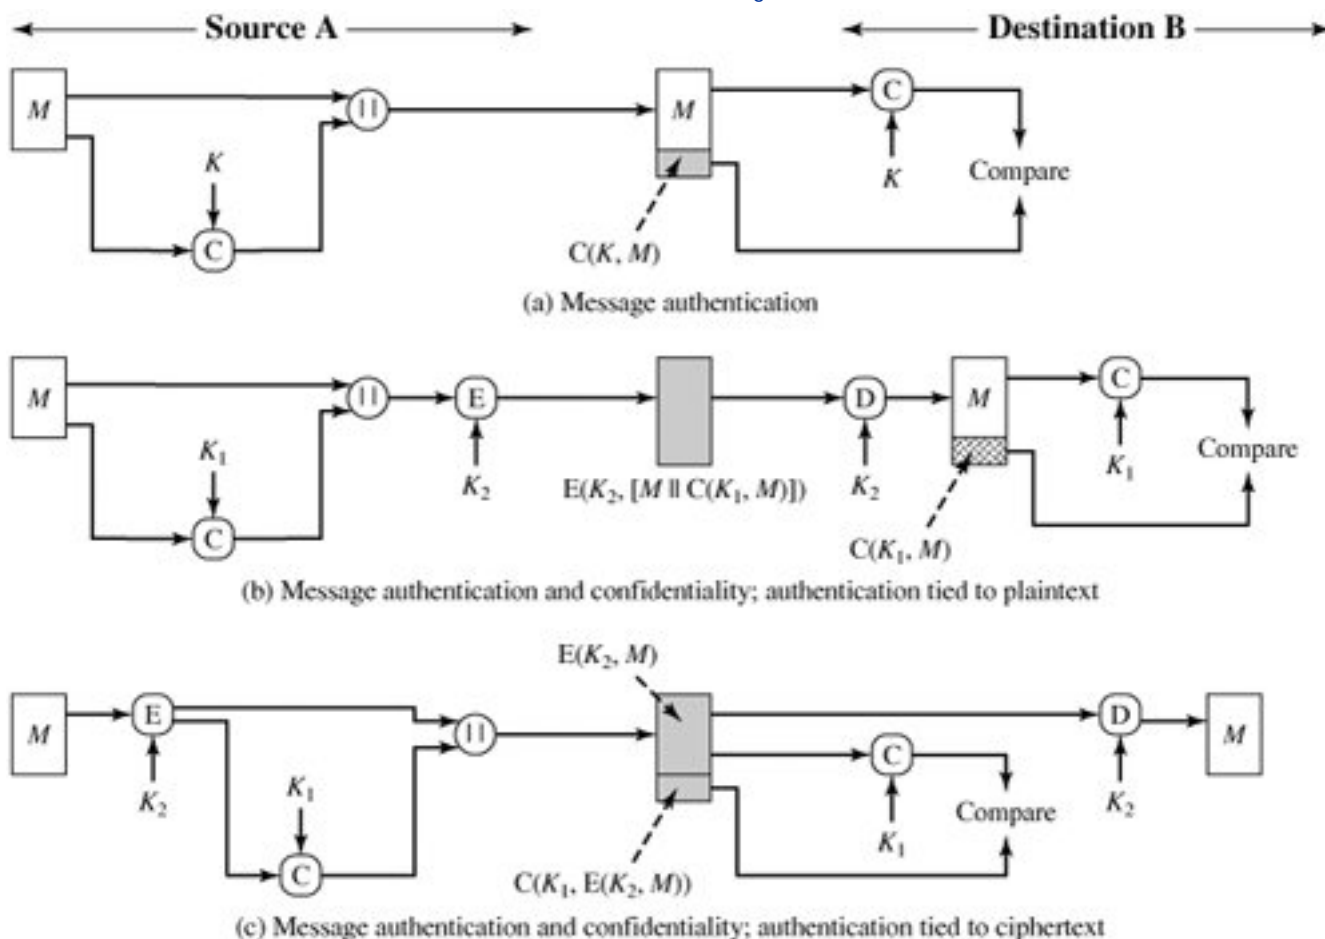 Source A
Destination B
M
||
M
C
K
K
Compare
C
C(K, M)
(a) Message authentication
M
||
E
D
M
C
K1
K2
E(K2, [M || C(K1, M)])
K2
K1
Compare
C
C(K1, M)
(b) Message authentication and confidentiality; authentication tied to plaintext
E(K2, M)
M
E
||
C
D
M
K2
K1
K1
Compare
K2
C
C(K1, E(K2, M))
(c) Message authentication and confidentiality; authentication tied to ciphertext